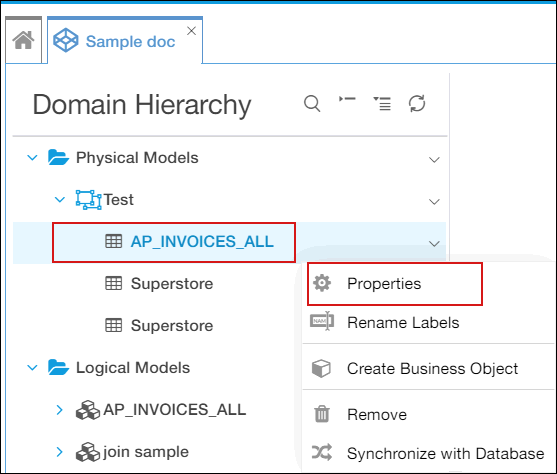 Sample doc
Domain Hierarchy
Physical Models
Test
AP_INVOICES_ALL
Superstore
Superstore
Logical Models
AP_INVOICES_ALL
join sample
Properties
NAME
Rename Labels
Create Business Object
Remove
Synchronize with Database